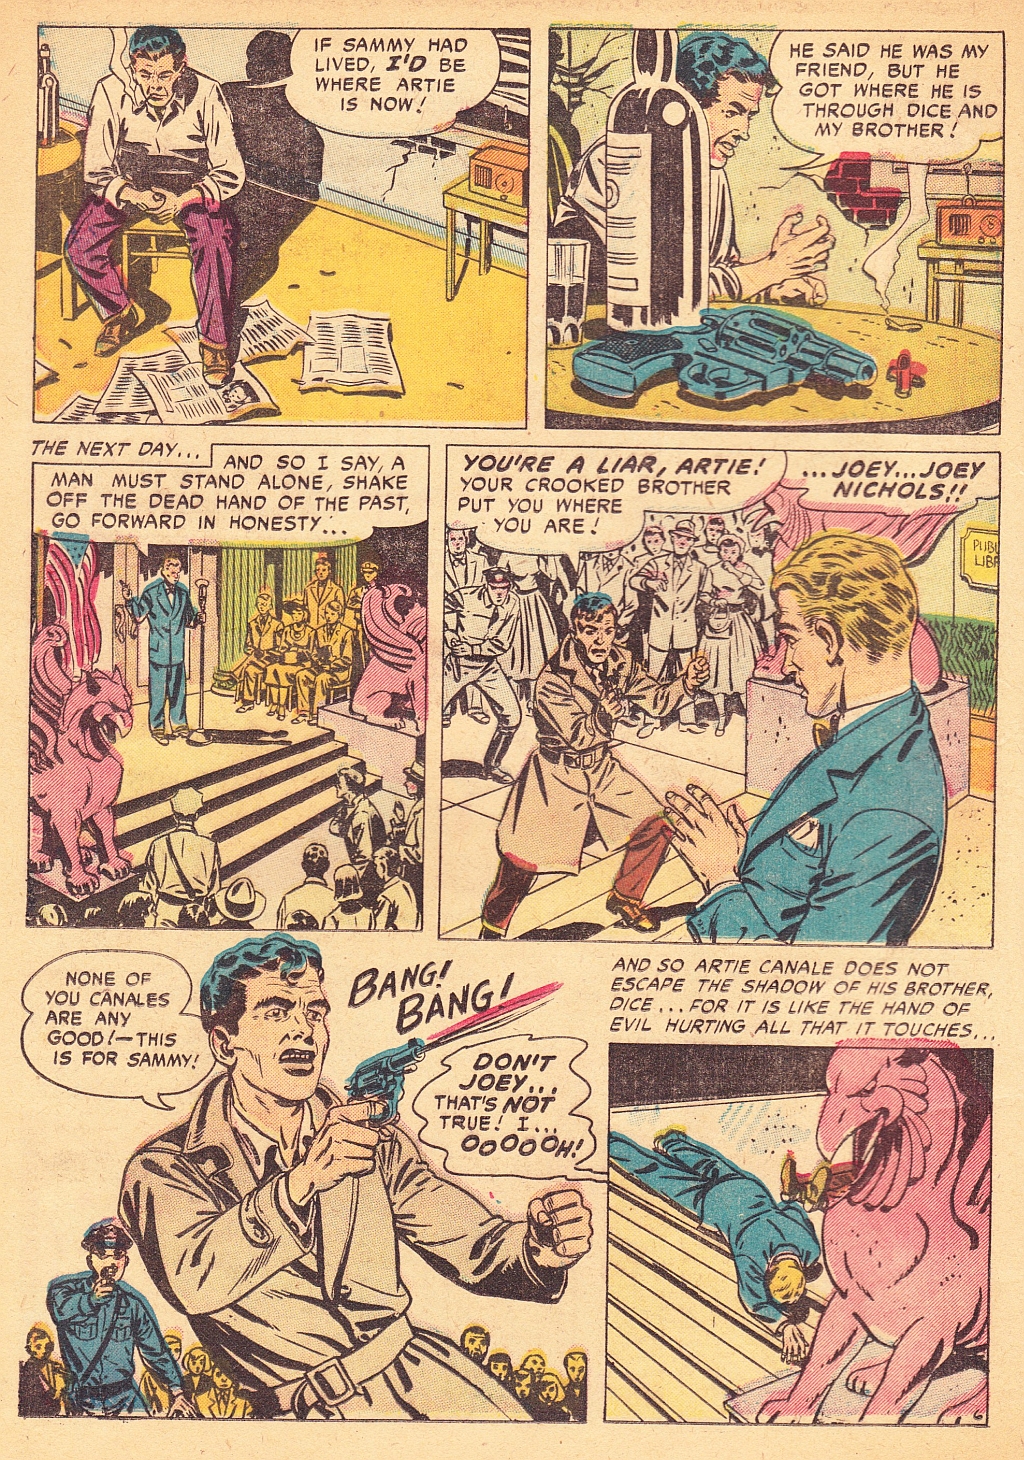 IF SAMMY HAD
LIVED, I'D BE
WHERE ARTIE
IS NOW!
HE SAID HE WAS MY
FRIEND, BUT HE
GOT WHERE HE IS
THROUGH DICE AND
MY BROTHER!
THE NEXT DAY...
AND SO I SAY, A
MAN MUST STAND ALONE, SHAKE
OFF THE DEAD HAND OF THE PAST,
GO FORWARD IN HONESTY...
YOU'RE A LIAR, ARTIE!
YOUR CROOKED BROTHER
PUT YOU WHERE
YOU ARE!
...JOEY...JOEY
NICHOLS!!
PUBL
LIBR
NONE OF
YOU CANALES
ARE ANY
GOOD!—THIS
IS FOR SAMMY!
BANG!
BANG!
DON'T
JOEY...
THAT'S NOT
TRUE! I...
OOOOOH!
AND SO ARTIE CANALE DOES NOT
ESCAPE THE SHADOW OF HIS BROTHER,
DICE...FOR IT IS LIKE THE HAND OF
EVIL HURTING ALL THAT IT TOUCHES...
6